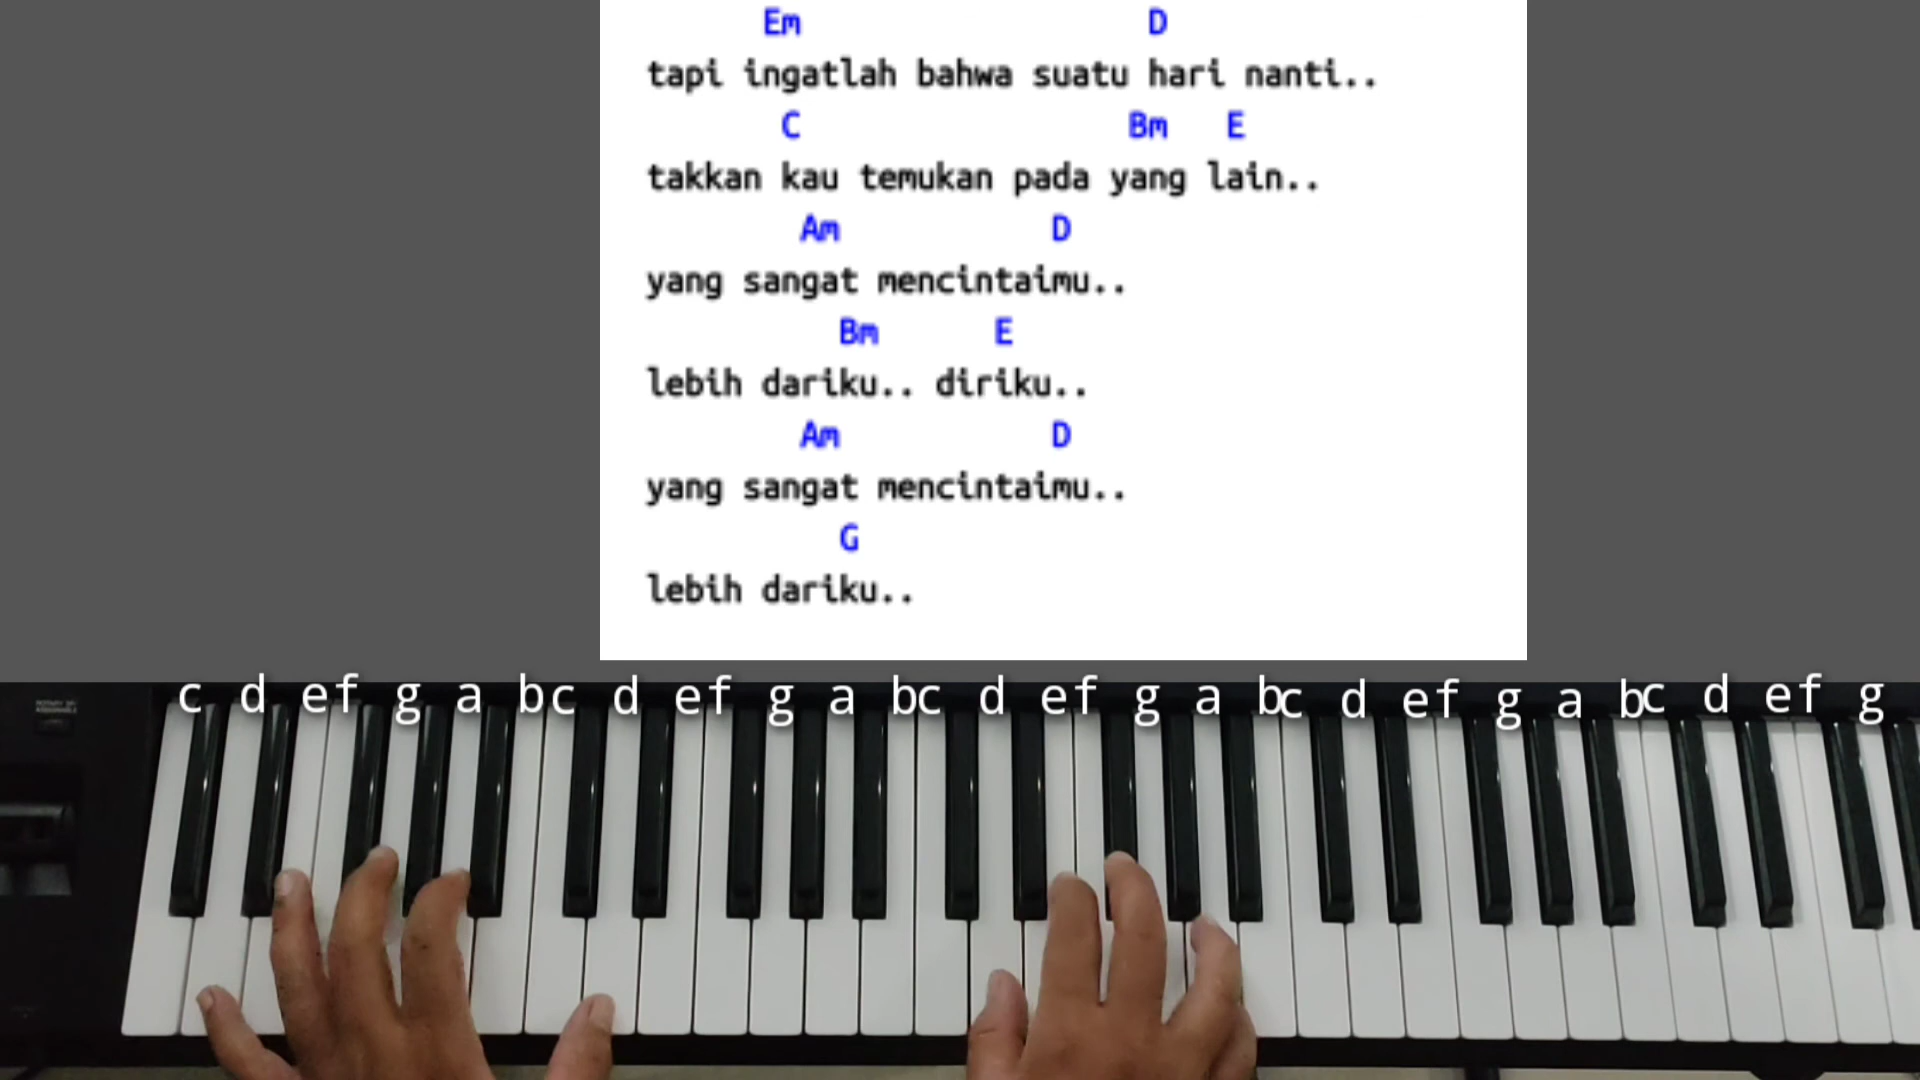 Em D
tapi ingatlah bahwa suatu hari nanti..
C Bm E
takkan kau temukan pada yang lain..
Am D
yang sangat mencintaimu..
Bm E
lebih dariku.. diriku..
Am D
yang sangat mencintaimu..
G
lebih dariku..
c d e f g a b c d e f g a b c d e f g a b c d e f g a b c d e f g